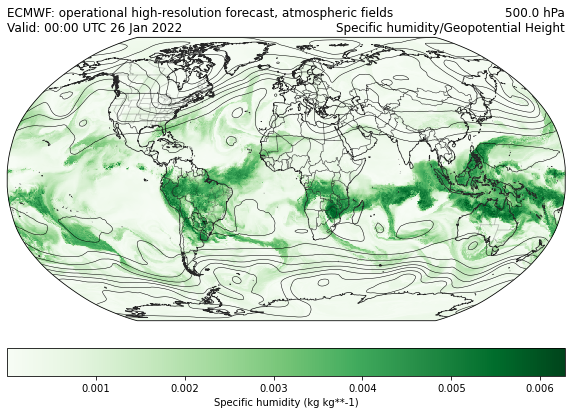 ECMWF: operational high-resolution forecast, atmospheric fields 500.0 hPa
Valid: 00:00 UTC 26 Jan 2022 Specific humidity/Geopotential Height
0.001 0.002 0.003 0.004 0.005 0.006
Specific humidity (kg kg**-1)